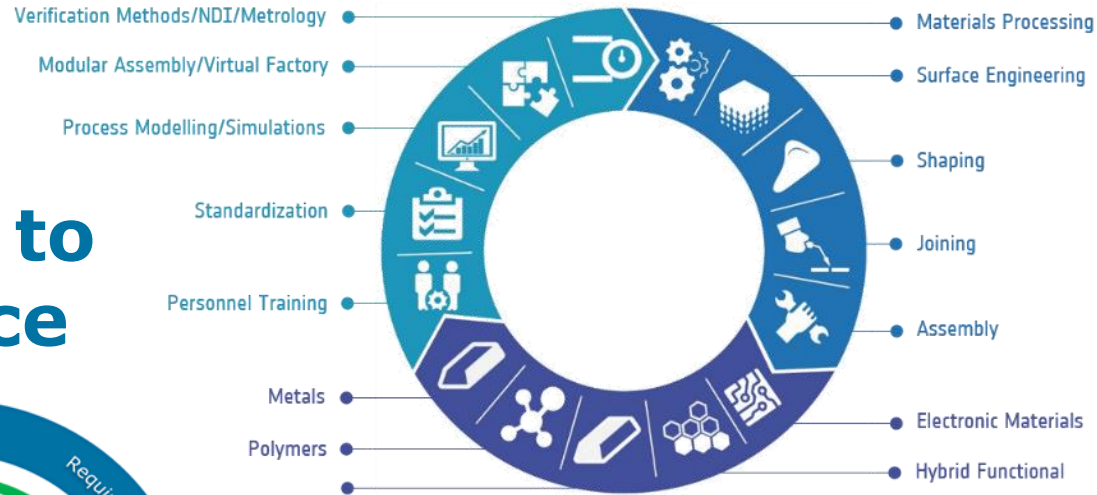 Verification Methods/NDI/Metrology
Modular Assembly/Virtual Factory
Process Modelling/Simulations
Standardization
Personnel Training
Metals
Polymers
Materials Processing
Surface Engineering
Shaping
Joining
Assembly
Electronic Materials
Hybrid Functional
to
ce
Requi